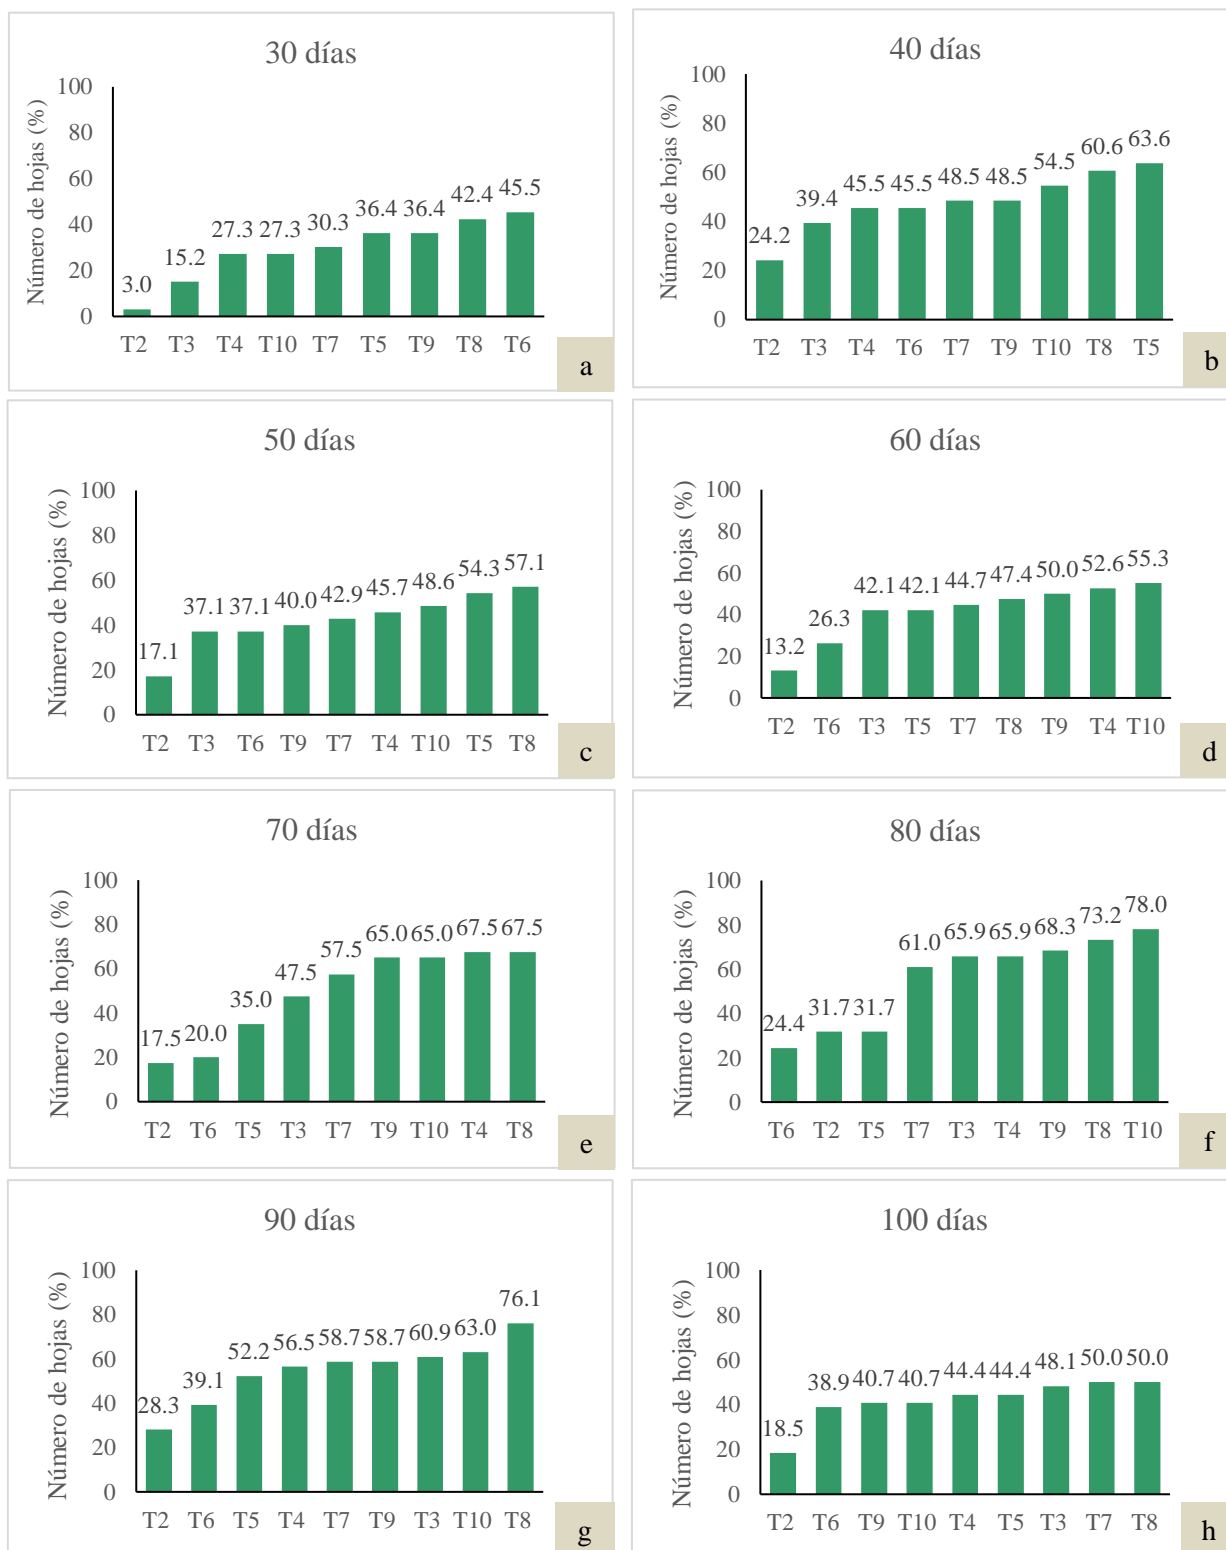 30 días
Número de hojas (%)
100
80
60
40
20
0
3.0 15.2 27.3 27.3 30.3 36.4 36.4 42.4 45.5
T2 T3 T4 T10 T7 T5 T9 T8 T6
a
40 días
Número de hojas (%)
100
80
60
40
20
0
24.2 39.4 45.5 45.5 48.5 48.5 54.5 60.6 63.6
T2 T3 T4 T6 T7 T9 T10 T8 T5
b
50 días
Número de hojas (%)
100
80
60
40
20
0
17.1 37.1 37.1 40.0 42.9 45.7 48.6 54.3 57.1
T2 T3 T6 T9 T7 T4 T10 T5 T8
c
60 días
Número de hojas (%)
100
80
60
40
20
0
13.2 26.3 42.1 42.1 44.7 47.4 50.0 52.6 55.3
T2 T6 T3 T5 T7 T8 T9 T4 T10
d
70 días
Número de hojas (%)
100
80
60
40
20
0
17.5 20.0 35.0 47.5 57.5 65.0 65.0 67.5 67.5
T2 T6 T5 T3 T7 T9 T10 T4 T8
e
80 días
Número de hojas (%)
100
80
60
40
20
0
24.4 31.7 31.7 61.0 65.9 65.9 68.3 73.2 78.0
T6 T2 T5 T7 T3 T4 T9 T8 T10
f
90 días
Número de hojas (%)
100
80
60
40
20
0
28.3 39.1 52.2 56.5 58.7 58.7 60.9 63.0 76.1
T2 T6 T5 T4 T7 T9 T3 T10 T8
g
100 días
Número de hojas (%)
100
80
60
40
20
0
18.5 38.9 40.7 40.7 44.4 44.4 48.1 50.0 50.0
T2 T6 T9 T10 T4 T5 T3 T7 T8
h